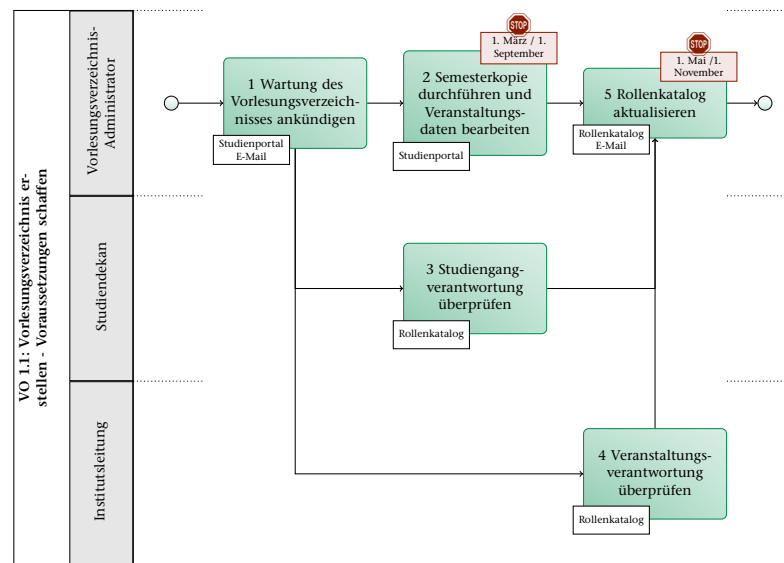 VO 1.1: Vorlesungsverzeichnis er-
stellen - Voraussetzungen schaffen
Vorlesungsverzeichnis-
Administrator
Studiendekan
Institutsleitung
1 Wartung des
Vorlesungsverzeich-
nisses ankündigen
Studienportal
E-Mail
STOP
1. März / 1.
September
2 Semesterkopie
durchführen und
Veranstaltungs-
daten bearbeiten
Studienportal
STOP
1. Mai /1.
November
5 Rollenkatalog
aktualisieren
Rollenkatalog
E-Mail
3 Studiengang-
verantwortung
überprüfen
Rollenkatalog
4 Veranstaltungs-
verantwortung
überprüfen
Rollenkatalog